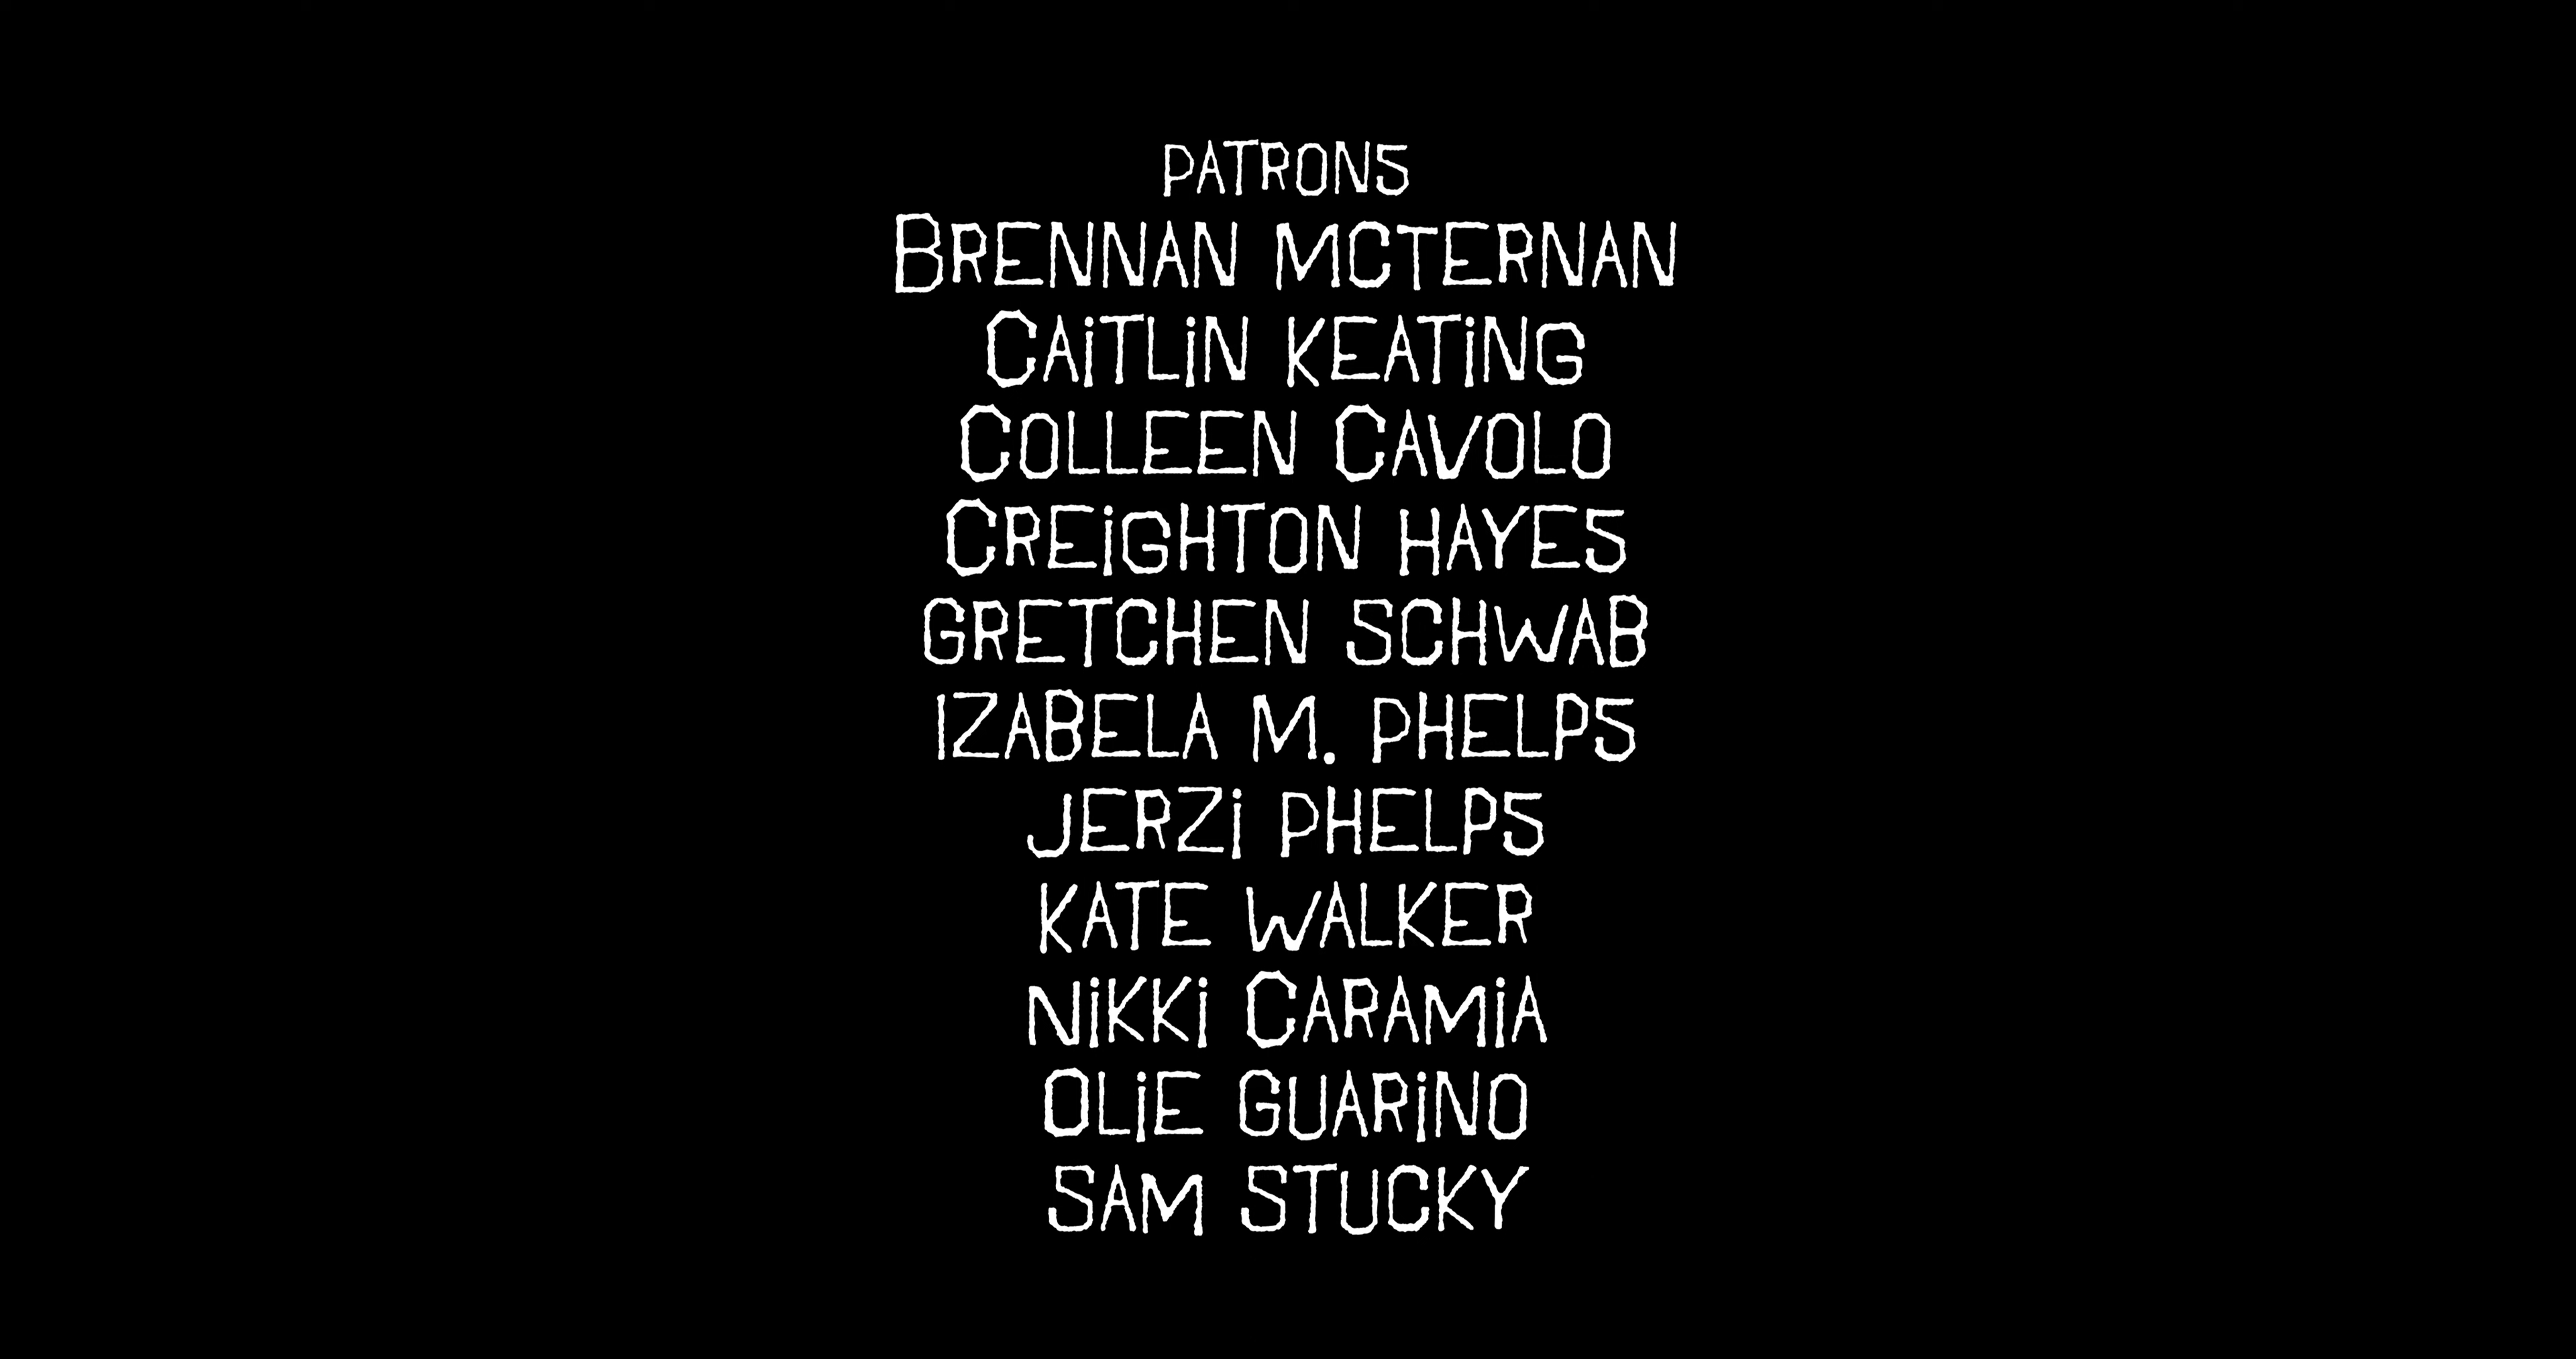 PATRONS
BRENNAN MCTERNAN
CAiTLiN KEATiNG
COLLEEN CAVOLO
CREiGHTON HAYES
GRETCHEN SCHWAB
IZABELA M. PHELPS
JERZi PHELPS
KATE WALKER
NiKKi CARAMiA
OLiE GUARiNO
SAM STUCKY